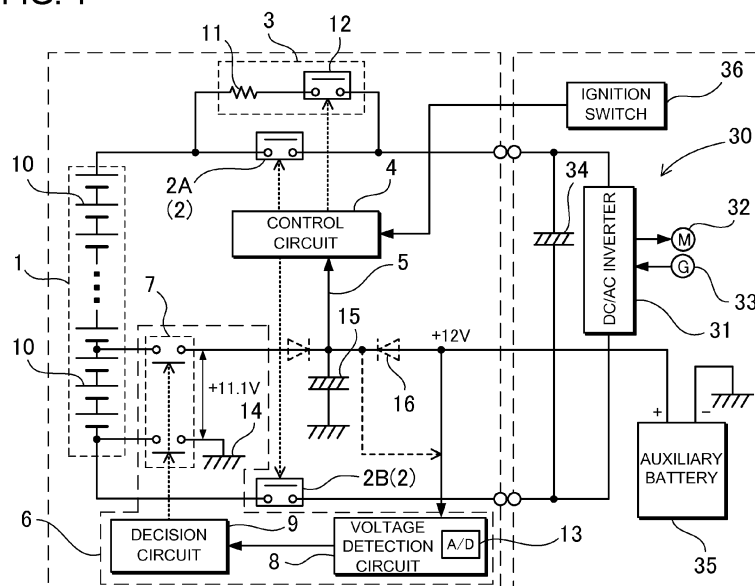 12
3
11
36
IGNITION
SWITCH
30
10
2A
(2)
4
34
32
CONTROL
CIRCUIT
DC/AC INVERTER
M
1
5
G
33
7
15
31
+12V
10
16
+11.1V
14
+ −
2B(2)
AUXILIARY
BATTERY
6
DECISION
CIRCUIT
9
VOLTAGE
DETECTION
CIRCUIT
A/D
13
8
35